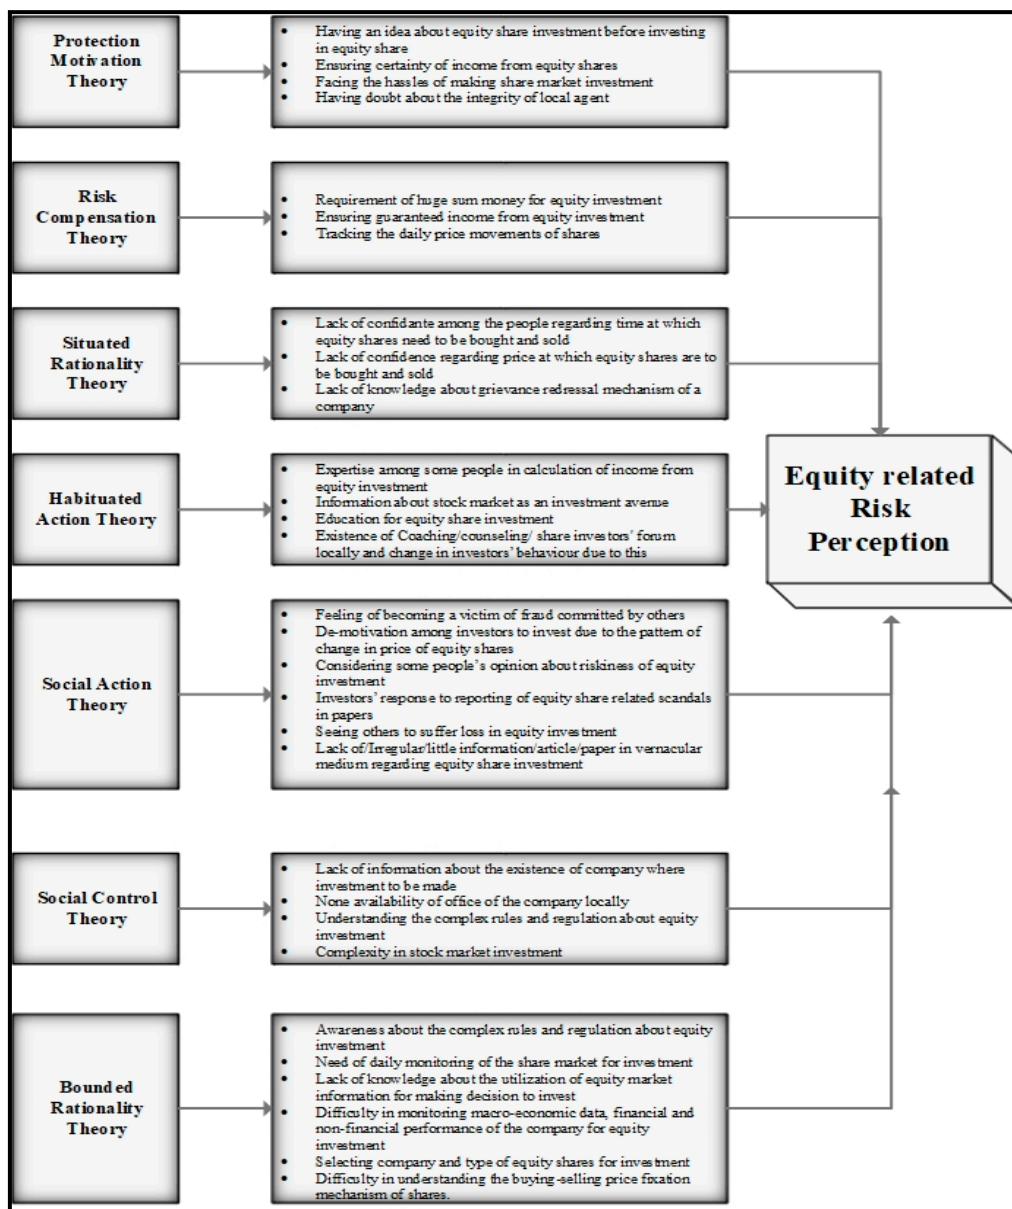 Protection
Motivation
Theory
• Having an idea about equity share investment before investing
in equity share
• Ensuring certainty of income from equity shares
• Facing the hassles of making share market investment
• Having doubt about the integrity of local agent
Risk
Compensation
Theory
• Requirement of huge sum money for equity investment
• Ensuring guaranteed income from equity investment
• Tracking the daily price movements of shares
Situated
Rationality
Theory
• Lack of confidante among the people regarding time at which
equity shares need to be bought and sold
• Lack of confidence regarding price at which equity shares are to
be bought and sold
• Lack of knowledge about grievance redressal mechanism of a
company
Habituated
Action Theory
• Expertise among some people in calculation of income from
equity investment
• Information about stock market as an investment avenue
• Education for equity share investment
• Existence of Coaching/counseling/ share investors' forum
locally and change in investors' behaviour due to this
Equity related
Risk
Perception
Social Action
Theory
• Feeling of becoming a victim of fraud committed by others
• De-motivation among investors to invest due to the pattern of
change in price of equity shares
• Considering some people's opinion about riskiness of equity
investment
• Investors' response to reporting of equity share related scandals
in papers
• Seeing others to suffer loss in equity investment
• Lack of/Irregular/little information/article/paper in vernacular
medium regarding equity share investment
Social Control
Theory
• Lack of information about the existence of company where
investment to be made
• None availability of office of the company locally
• Understanding the complex rules and regulation about equity
investment
• Complexity in stock market investment
Bounded
Rationality
Theory
• Awareness about the complex rules and regulation about equity
investment
• Need of daily monitoring of the share market for investment
• Lack of knowledge about the utilization of equity market
information for making decision to invest
• Difficulty in monitoring macro-economic data, financial and
non-financial performance of the company for equity
investment
• Selecting company and type of equity shares for investment
• Difficulty in understanding the buying-selling price fixation
mechanism of shares.